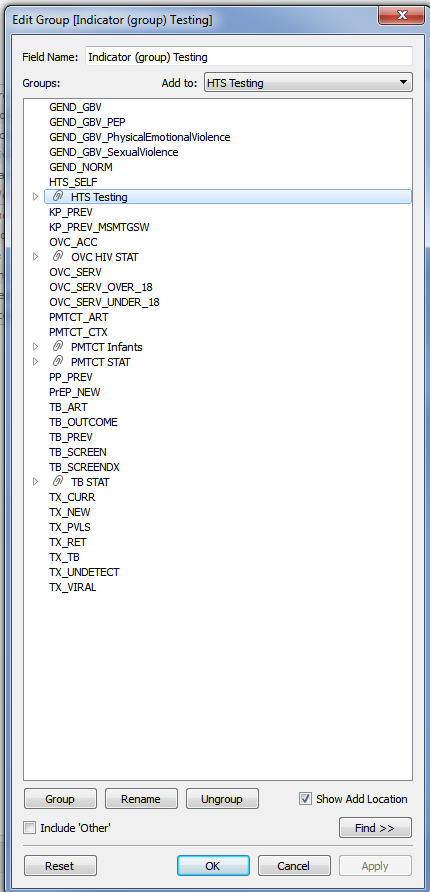 Edit Group [Indicator (group) Testing]
Field Name: Indicator (group) Testing
Groups: Add to: HTS Testing
GEND_GBV
GEND_GBV_PEP
GEND_GBV_PhysicalEmotionalViolence
GEND_GBV_SexualViolence
GEND_NORM
HTS_SELF
HTS Testing
KP_PREV
KP_PREV_MSMTGSW
OVC_ACC
OVC HIV STAT
OVC_SERV
OVC_SERV_OVER_18
OVC_SERV_UNDER_18
PMTCT_ART
PMTCT_CTX
PMTCT Infants
PMTCT STAT
PP_PREV
PrEP_NEW
TB_ART
TB_OUTCOME
TB_PREV
TB_SCREEN
TB_SCREENDX
TB STAT
TX_CURR
TX_NEW
TX_PVLS
TX_RET
TX_TB
TX_UNDETECT
TX_VIRAL
Group Rename Ungroup Show Add Location
Include 'Other' Find >>
Reset OK Cancel Apply